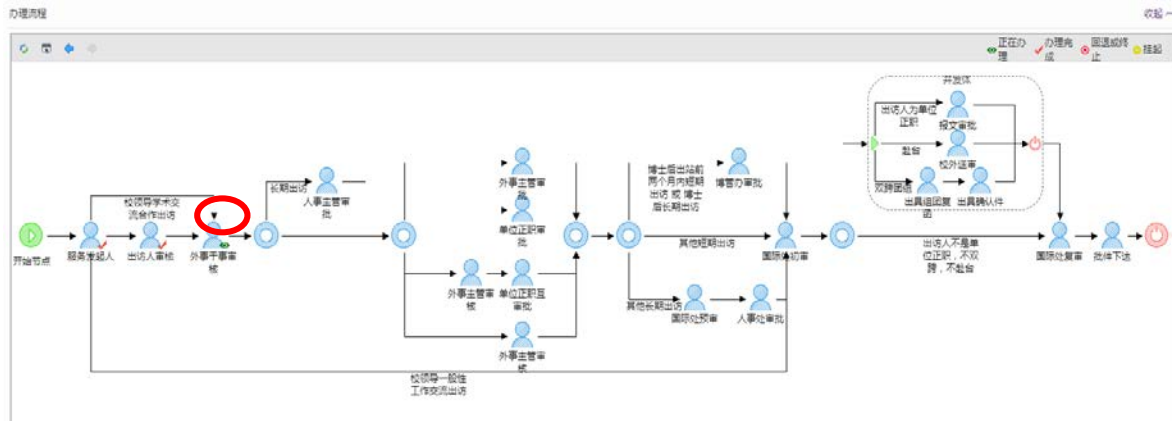 办理流程
收起
正在办
理
办理完
成
回退或终
止
挂起
并发体
出访人为单位
正职
报文审批
赴台
校外证审
双跨团组
出具组团复
函
出具确认件
博士后出站前
两个月内短期
出访 或 博士
后长期出访
博管办审批
外事主管审
批
单位正职审
批
长期出访
人事主管审
批
校领导学术交
流合作出访
开始节点
服务发起人
出访人审核
外事干事审
核
其他短期出访
国际处初审
出访人不是单
位正职，不双
跨，不赴台
国际处复审
批件下达
外事主管审
核
单位正职互
审批
其他长期出访
国际处预审
人事处审批
外事主管审
核
校领导一般性
工作交流出访